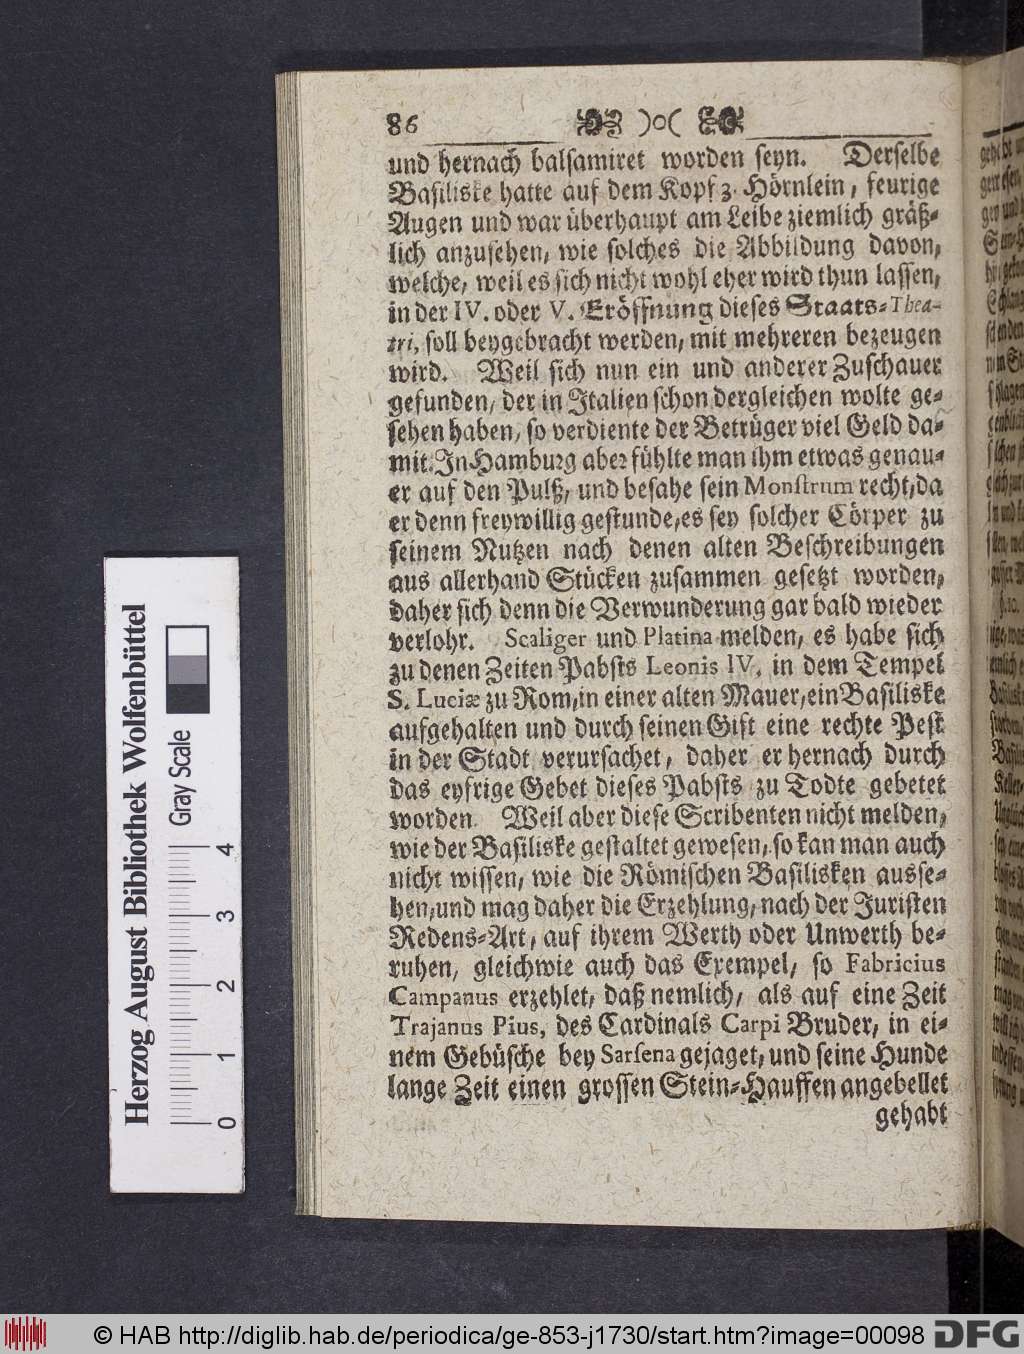 86 )o(
und hernach balsamiret worden seyn. Derselbe
Basiliske hatte auf dem Kopf 3. Hörnlein, feurige
Augen und war überhaupt am Leibe ziemlich gräß-
lich anzusehen, wie solches die Abbildung davon,
welche, weil es sich nicht wohl eher wird thun lassen,
in der IV. oder V. Eröffnung dieses Staats-Thea-
tri, soll beygebracht werden, mit mehreren bezeugen
wird. Weil sich nun ein und anderer Zuschauer
gefunden, der in Italien schon dergleichen wolte ge-
sehen haben, so verdiente der Betrüger viel Geld da-
mit. In Hamburg aber fühlte man ihm etwas genau-
er auf den Pulß, und besahe sein Monstrum recht, da
er denn freywillig gestunde, es sey solcher Cörper zu
seinem Nutzen nach denen alten Beschreibungen
aus allerhand Stücken zusammen gesetzt worden,
daher sich denn die Verwunderung gar bald wieder
verlohr. Scaliger und Platina melden, es habe sich
zu denen Zeiten Pabsts Leonis IV. in dem Tempel
S. Luciæ zu Rom, in einer alten Mauer, ein Basiliske
aufgehalten und durch seinen Gift eine rechte Pest
in der Stadt verursachet, daher er hernach durch
das eyfrige Gebet dieses Pabsts zu Todte gebetet
worden. Weil aber diese Scribenten nicht melden,
wie der Basiliske gestaltet gewesen, so kan man auch
nicht wissen, wie die Römischen Basilisken ausse-
hen, und mag daher die Erzehlung, nach der Juristen
Redens-Art, auf ihrem Werth oder Unwerth be-
ruhen, gleichwie auch das Exempel, so Fabricius
Campanus erzehlet, daß nemlich, als auf eine Zeit
Trajanus Pius, des Cardinals Carpi Bruder, in ei-
nem Gebüsche bey Sarsena gejaget, und seine Hunde
lange Zeit einen grossen Stein-Hauffen angebellet
gehabt
Herzog August Bibliothek Wolfenbüttel
Gray Scale
0 1 2 3 4
© HAB http://diglib.hab.de/periodica/ge-853-j1730/start.htm?image=00098 DFG